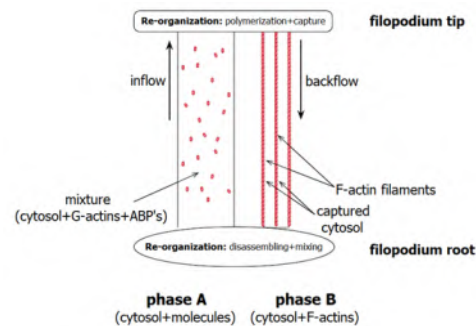 Re-organization: polymerization+capture
filopodium tip
inflow
backflow
mixture
(cytosol+G-actins+ABP's)
F-actin filaments
captured
cytosol
Re-organization: disassembling+mixing
filopodium root
phase A
(cytosol+molecules)
phase B
(cytosol+F-actins)